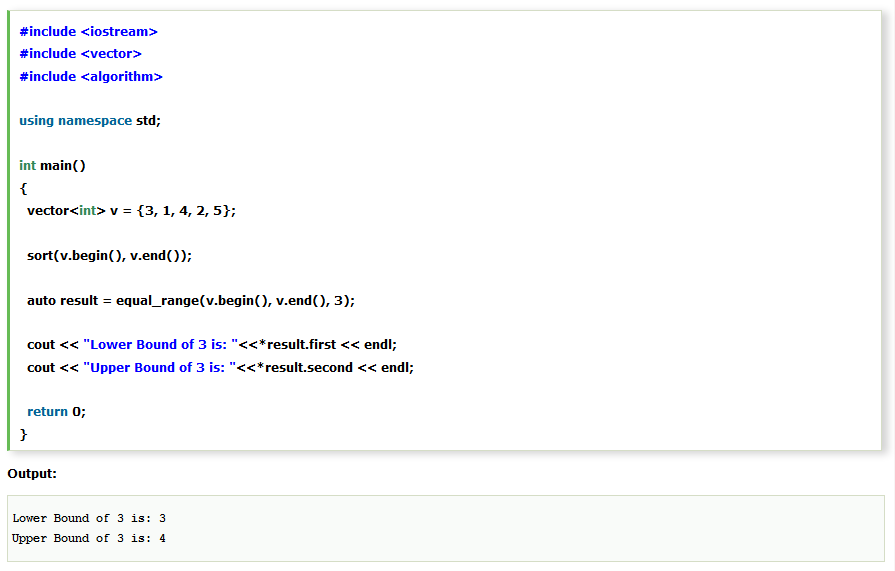 #include <iostream>
#include <vector>
#include <algorithm>
using namespace std;
int main()
{
vector<int> v = {3, 1, 4, 2, 5};
sort(v.begin(), v.end());
auto result = equal_range(v.begin(), v.end(), 3);
cout << "Lower Bound of 3 is: "<<*result.first << endl;
cout << "Upper Bound of 3 is: "<<*result.second << endl;
return 0;
}
Output:
Lower Bound of 3 is: 3
Upper Bound of 3 is: 4